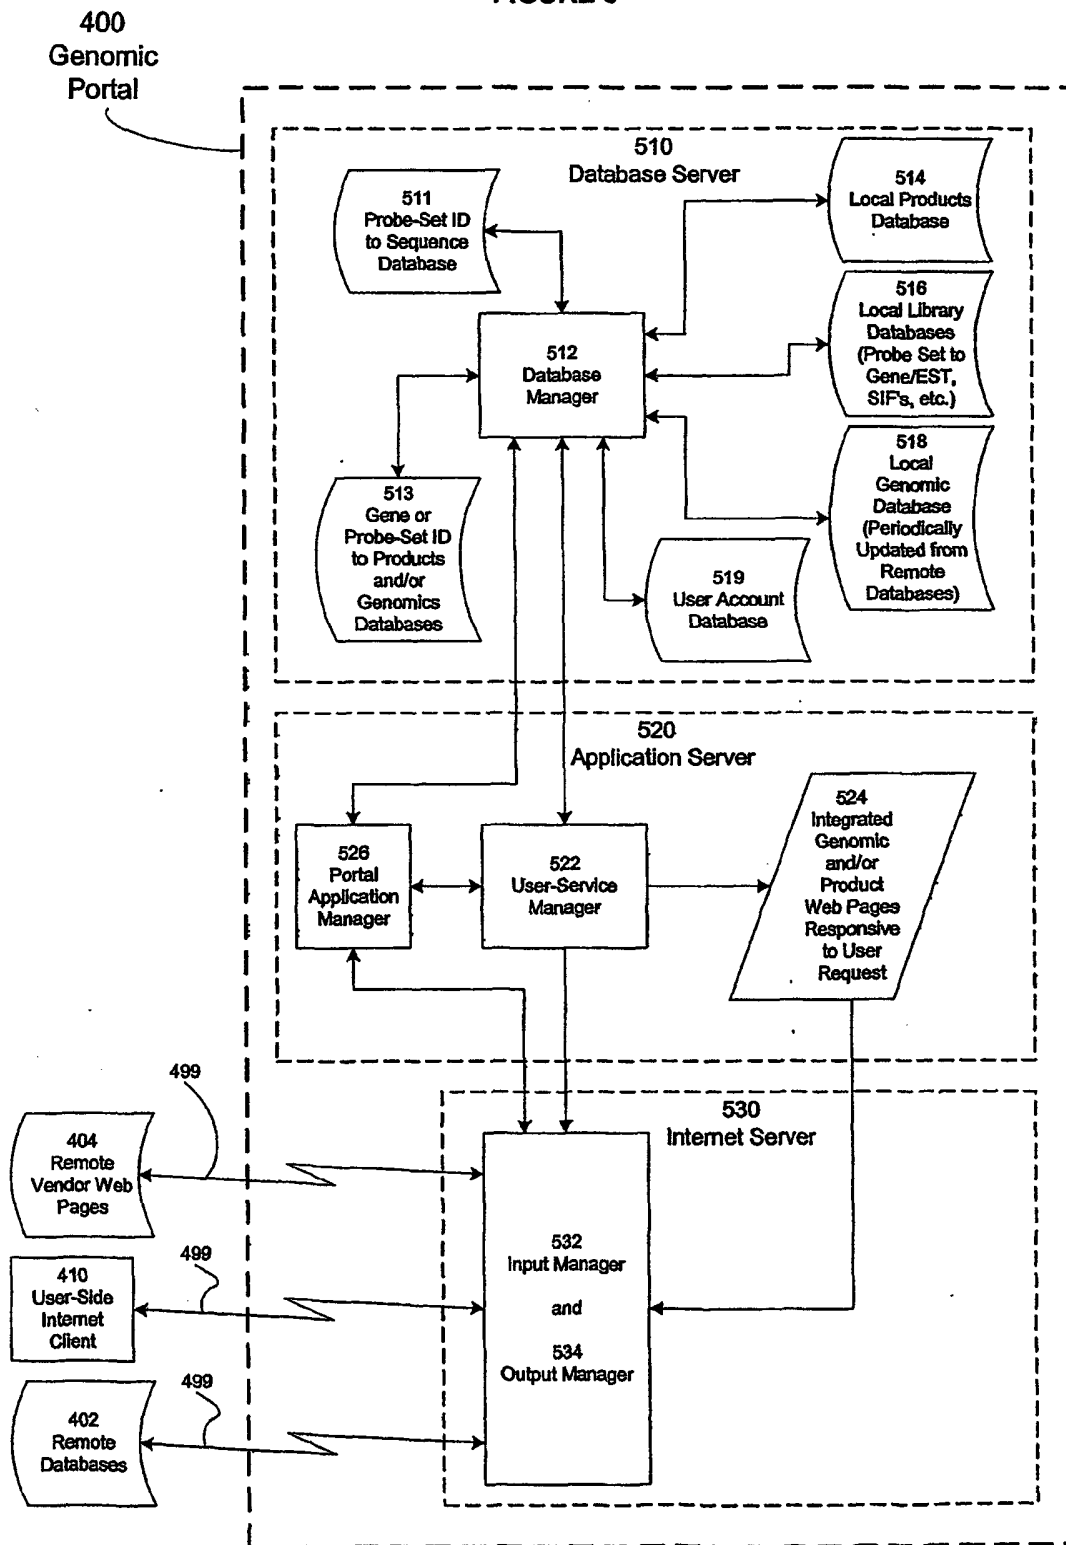 400
Genomic
Portal
510
Database Server
511
Probe-Set ID
to Sequence
Database
514
Local Products
Database
516
Local Library
Databases
(Probe Set to
Gene/EST,
SIF's, etc.)
512
Database
Manager
518
Local
Genomic
Database
(Periodically
Updated from
Remote
Databases)
513
Gene or
Probe-Set ID
to Products
and/or
Genomics
Databases
519
User Account
Database
520
Application Server
524
Integrated
Genomic
and/or
Product
Web Pages
Responsive
to User
Request
526
Portal
Application
Manager
522
User-Service
Manager
499
530
Internet Server
404
Remote
Vendor Web
Pages
499
410
User-Side
Internet
Client
532
Input Manager
and
534
Output Manager
499
402
Remote
Databases